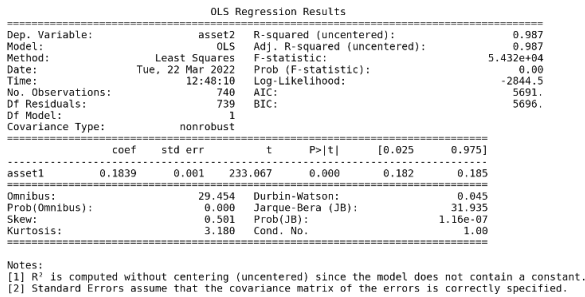 OLS Regression Results
==============================================================================
Dep. Variable: asset2 R-squared (uncentered): 0.987
Model: OLS Adj. R-squared (uncentered): 0.987
Method: Least Squares F-statistic: 5.432e+04
Date: Tue, 22 Mar 2022 Prob (F-statistic): 0.00
Time: 12:48:10 Log-Likelihood: -2844.5
No. Observations: 740 AIC: 5691.
Df Residuals: 739 BIC: 5696.
Df Model: 1
Covariance Type: nonrobust
==============================================================================
coef std err t P>|t| [0.025 0.975]
------------------------------------------------------------------------------
asset1 0.1839 0.001 233.067 0.000 0.182 0.185
==============================================================================
Omnibus: 29.454 Durbin-Watson: 0.045
Prob(Omnibus): 0.000 Jarque-Bera (JB): 31.935
Skew: 0.501 Prob(JB): 1.16e-07
Kurtosis: 3.180 Cond. No. 1.00
==============================================================================
Notes:
[1] R² is computed without centering (uncentered) since the model does not contain a constant.
[2] Standard Errors assume that the covariance matrix of the errors is correctly specified.